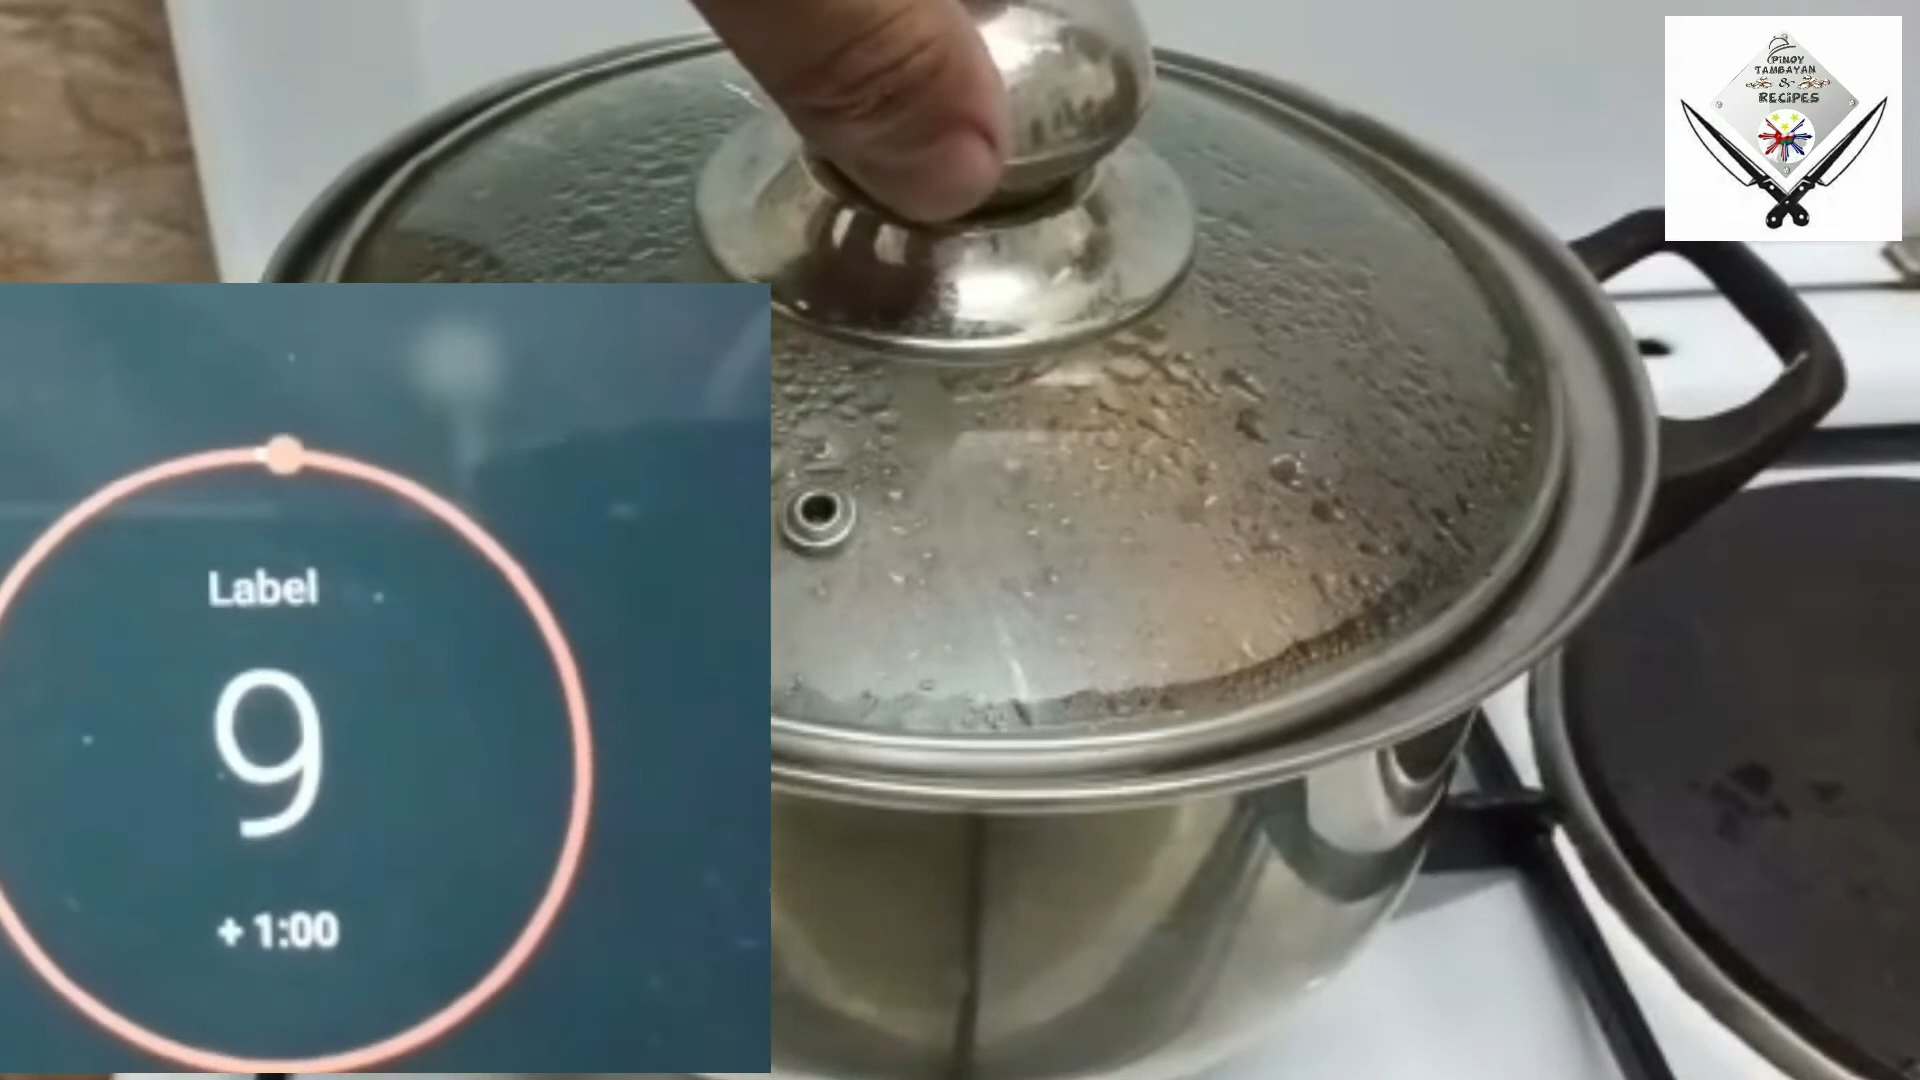 PiNOY
TAMBAYAN
&
RECiPES
Label
9
+ 1:00